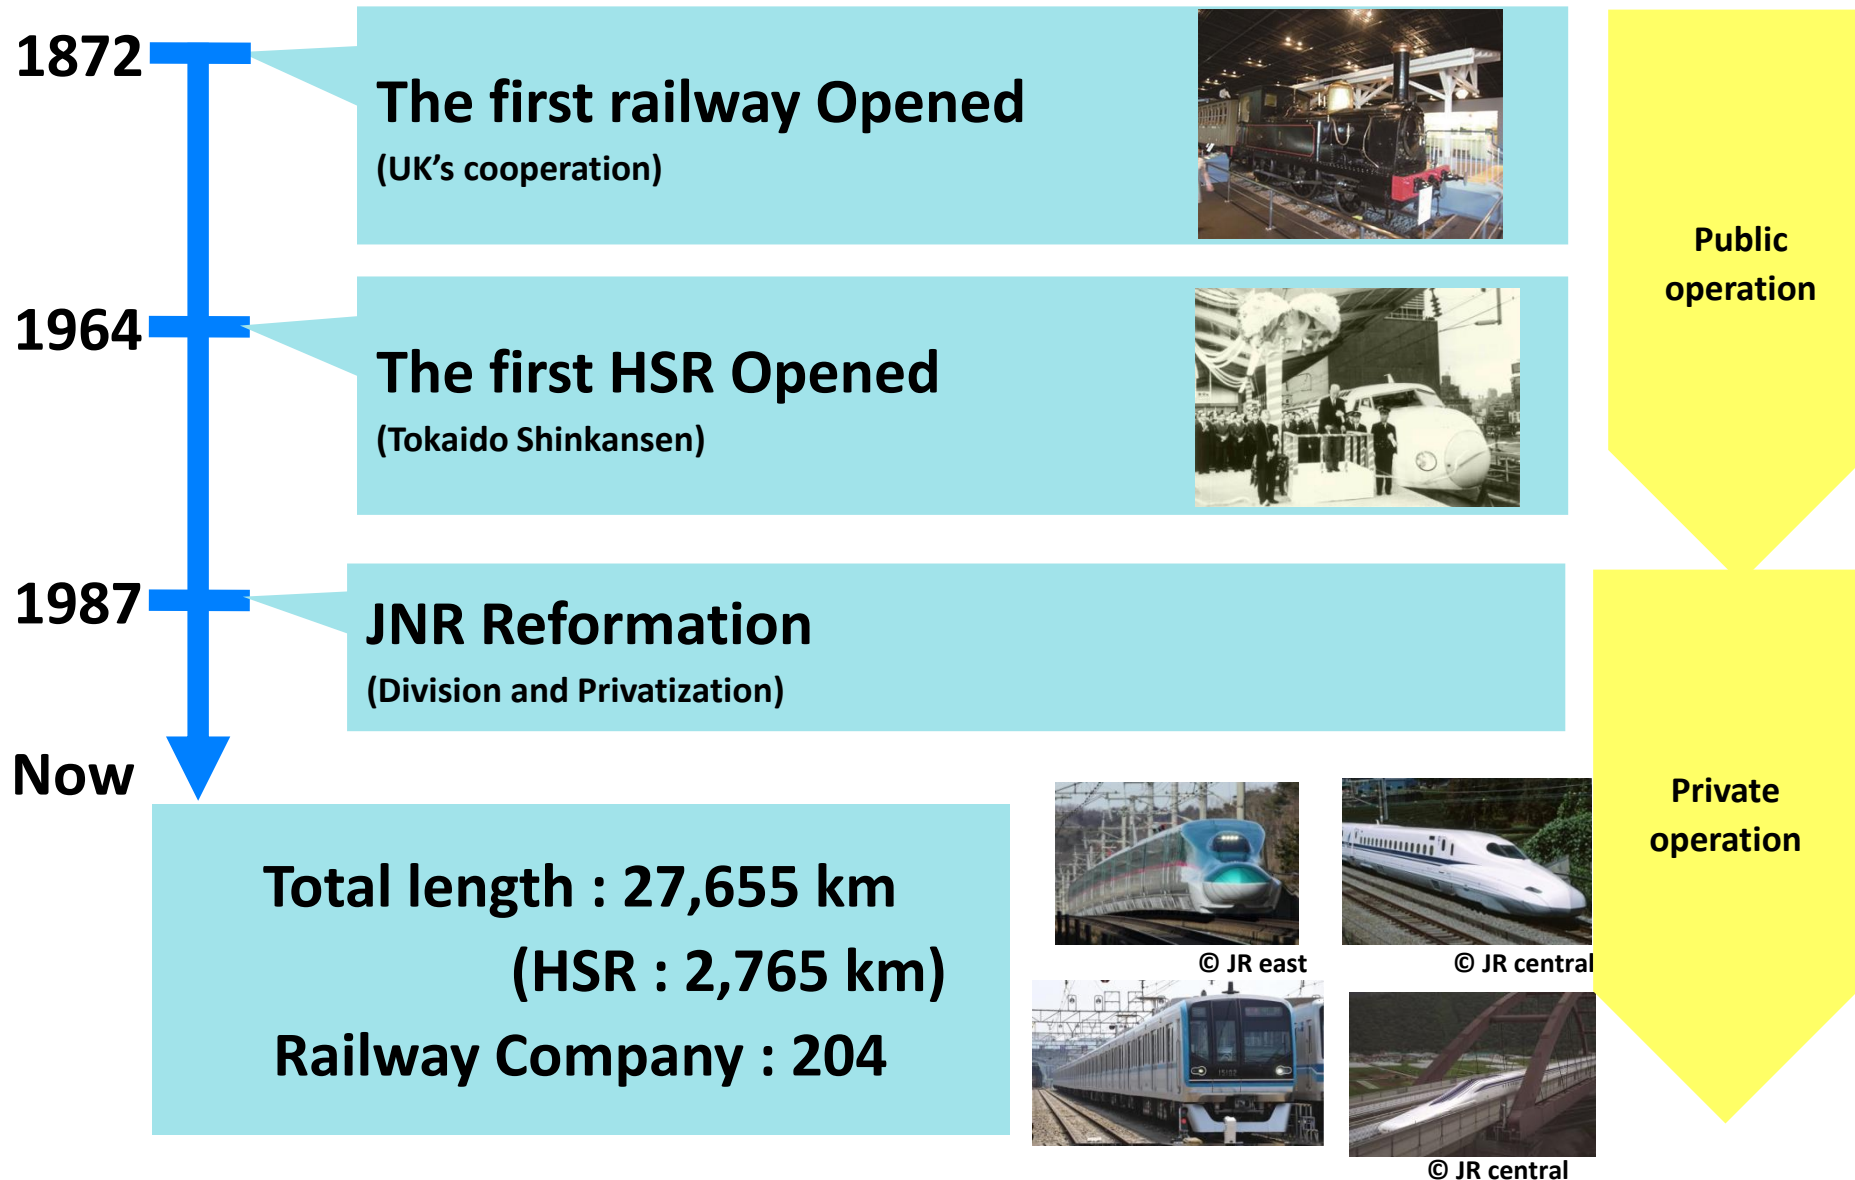 1872
The first railway Opened
(UK’s cooperation)
Public
operation
1964
The first HSR Opened
(Tokaido Shinkansen)
1987
JNR Reformation
(Division and Privatization)
Now
Total length : 27,655 km
(HSR : 2,765 km)
Railway Company : 204
Private
operation
© JR east
© JR central
15102
© JR central